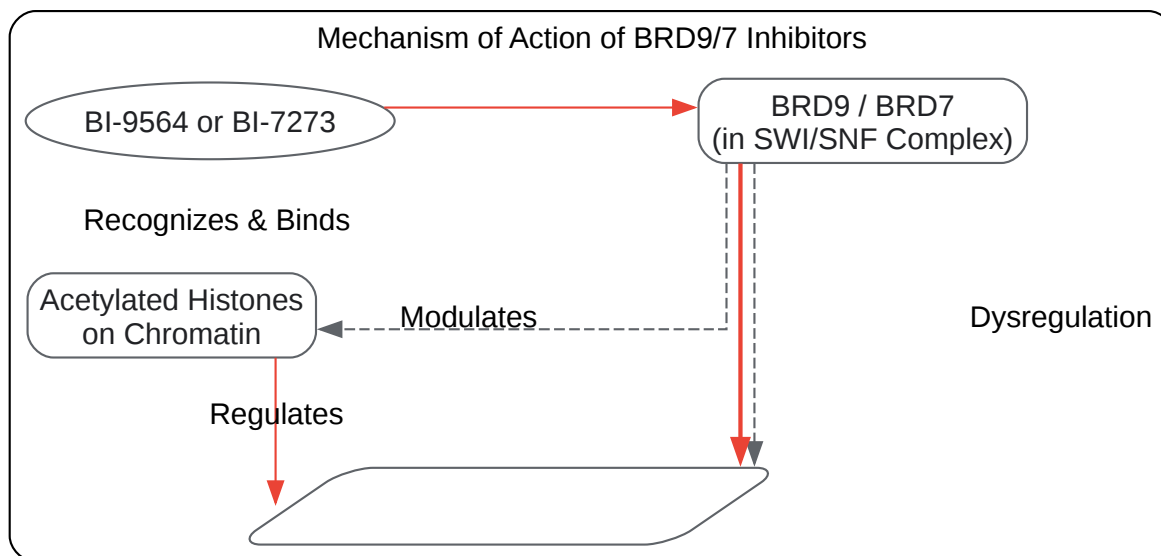 Mechanism of Action of BRD9/7 Inhibitors
BI-9564 or BI-7273
BRD9 / BRD7
(in SWI/SNF Complex)
Recognizes & Binds
Acetylated Histones
on Chromatin
Modulates
Dysregulation
Regulates